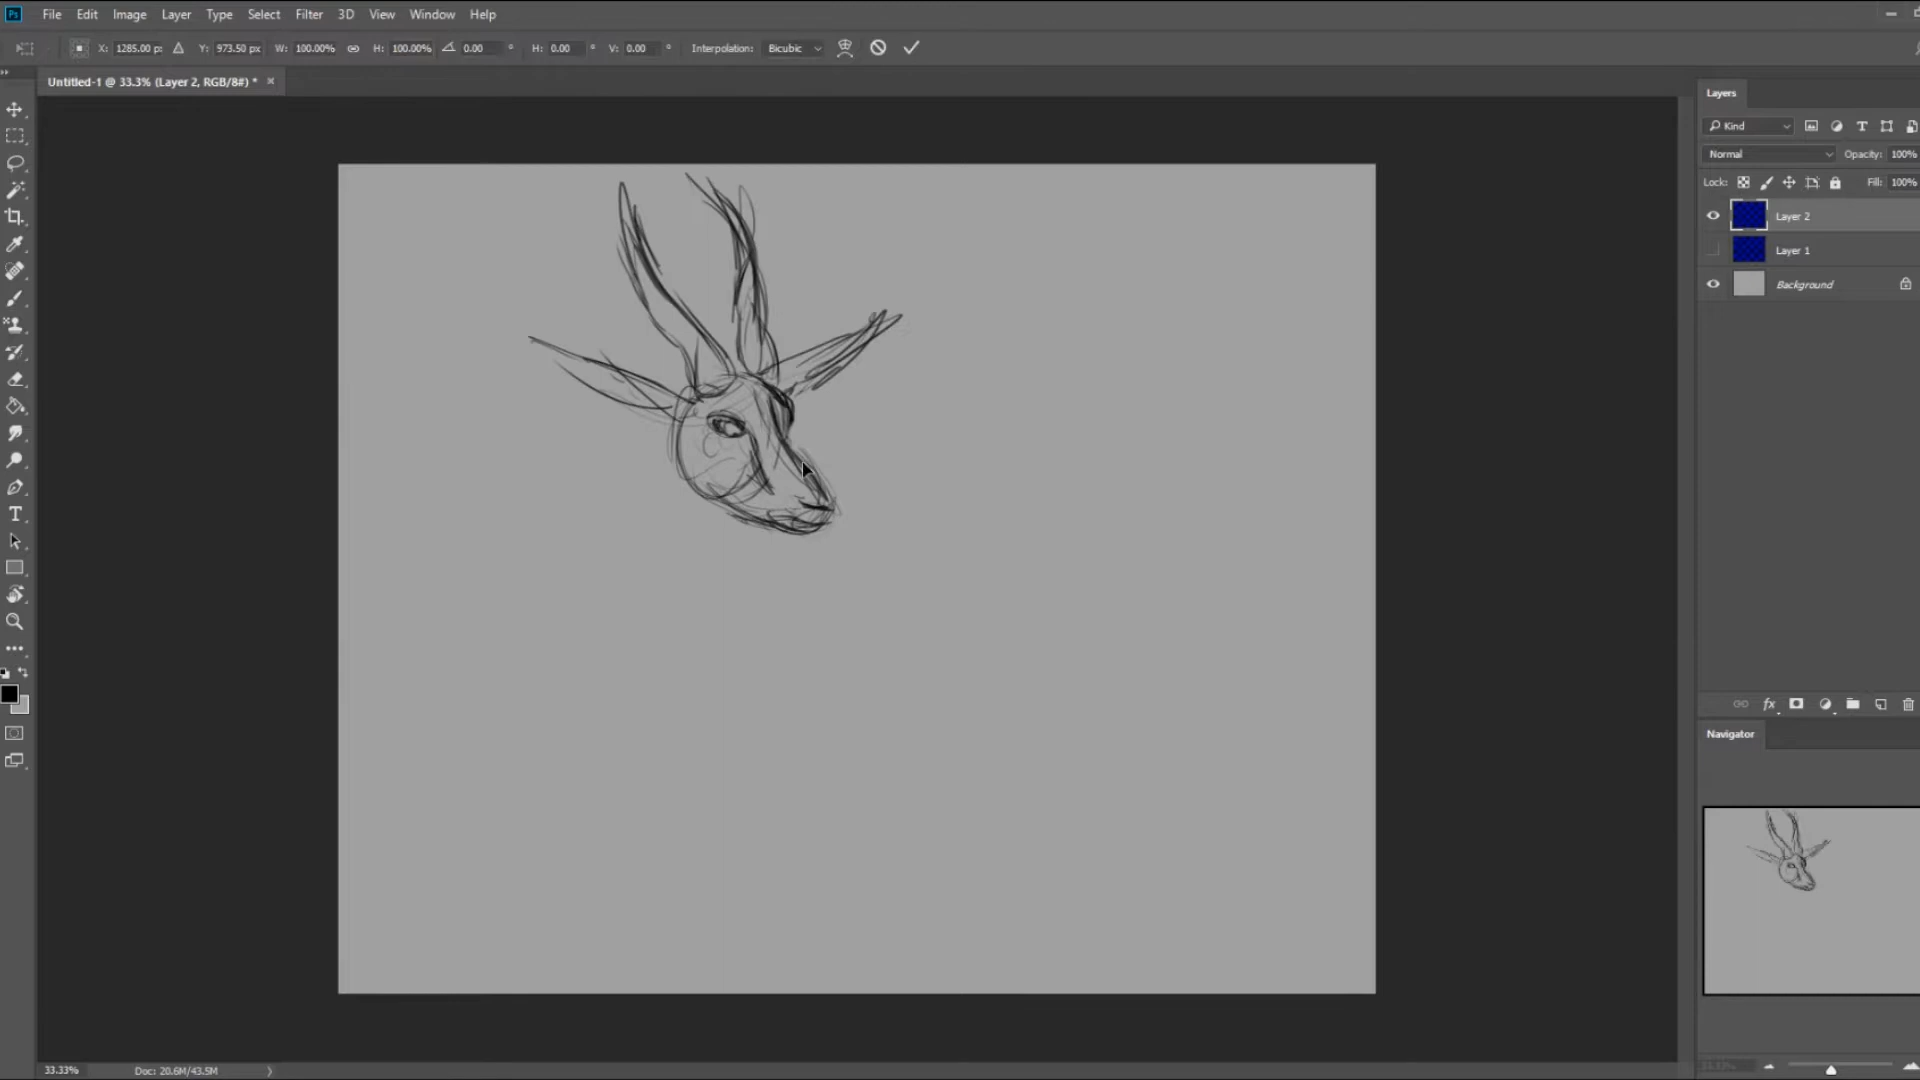 Ps File Edit Image Layer Type Select Filter 3D View Window Help
X: 1285.00 p: Y: 973.50 px W: 100.00% H: 100.00% 0.00 ° H: 0.00 ° V: 0.00 ° Interpolation: Bicubic
Untitled-1 @ 33.3% (Layer 2, RGB/8#) * ×
Layers
Kind
Normal Opacity: 100%
Lock: Fill: 100%
Layer 2
Layer 1
Background
fx
Navigator
33.33% Doc: 20.6M/43.5M